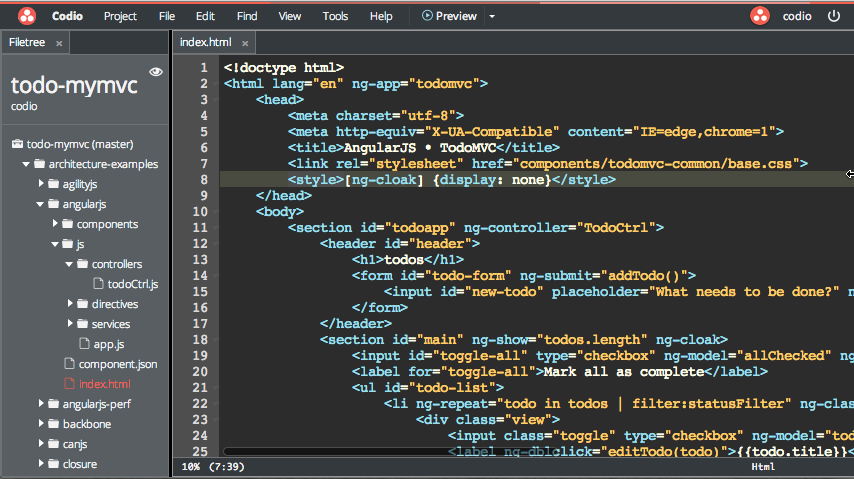 Codio Project File Edit Find View Tools Help Preview codio
Filetree × index.html ×
todo-mymvc
codio
todo-mymvc (master)
architecture-examples
agilityjs
angularjs
components
js
controllers
todoCtrl.js
directives
services
app.js
component.json
index.html
angularjs-perf
backbone
canjs
closure
1 <!doctype html>
2 <html lang="en" ng-app="todomvc">
3 <head>
4 <meta charset="utf-8">
5 <meta http-equiv="X-UA-Compatible" content="IE=edge,chrome=1">
6 <title>AngularJS • TodoMVC</title>
7 <link rel="stylesheet" href="components/todomvc-common/base.css">
8 <style>[ng-cloak] {display: none}</style>
9 </head>
10 <body>
11 <section id="todoapp" ng-controller="TodoCtrl">
12 <header id="header">
13 <h1>todos</h1>
14 <form id="todo-form" ng-submit="addTodo()">
15 <input id="new-todo" placeholder="What needs to be done?" n
16 </form>
17 </header>
18 <section id="main" ng-show="todos.length" ng-cloak>
19 <input id="toggle-all" type="checkbox" ng-model="allChecked" ng
20 <label for="toggle-all">Mark all as complete</label>
21 <ul id="todo-list">
22 <li ng-repeat="todo in todos | filter:statusFilter" ng-clas
23 <div class="view">
24 <input class="toggle" type="checkbox" ng-model="tod
25 <label ng-dblclick="editTodo(todo)">{{todo.title}}<
10% (7:39) Html